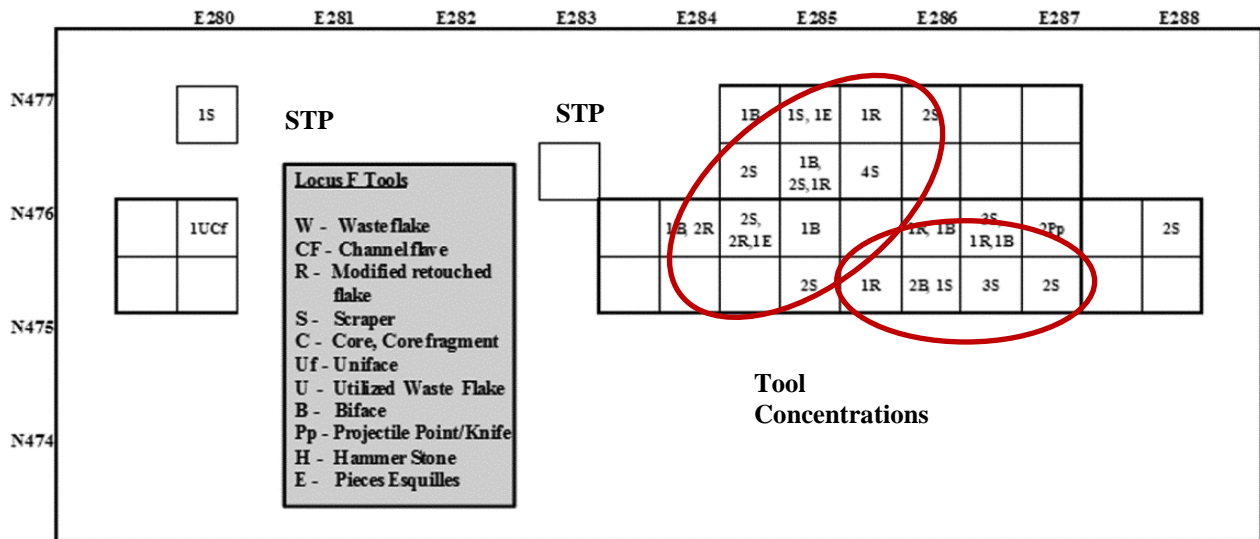 E280 E281 E282 E283 E284 E285 E286 E287 E288
N477
1S
STP
STP
1B 1S, 1E 1R 2S
2S 1B, 2S,1R 4S
Locus F Tools
W - Waste flake
CF - Channel flave
R - Modified retouched
flake
S - Scraper
C - Core, Core fragment
Uf - Uniface
U - Utilized Waste Flake
B - Biface
Pp - Projectile Point/Knife
H - Hammer Stone
E - Pieces Esquilles
N476
1UCf
1B, 2R 2S, 2R,1E 1B 1R, 1B 3S, 1R,1B 2Pp 2S
2S 1R 2B, 1S 3S 2S
N475
Tool
Concentrations
N474